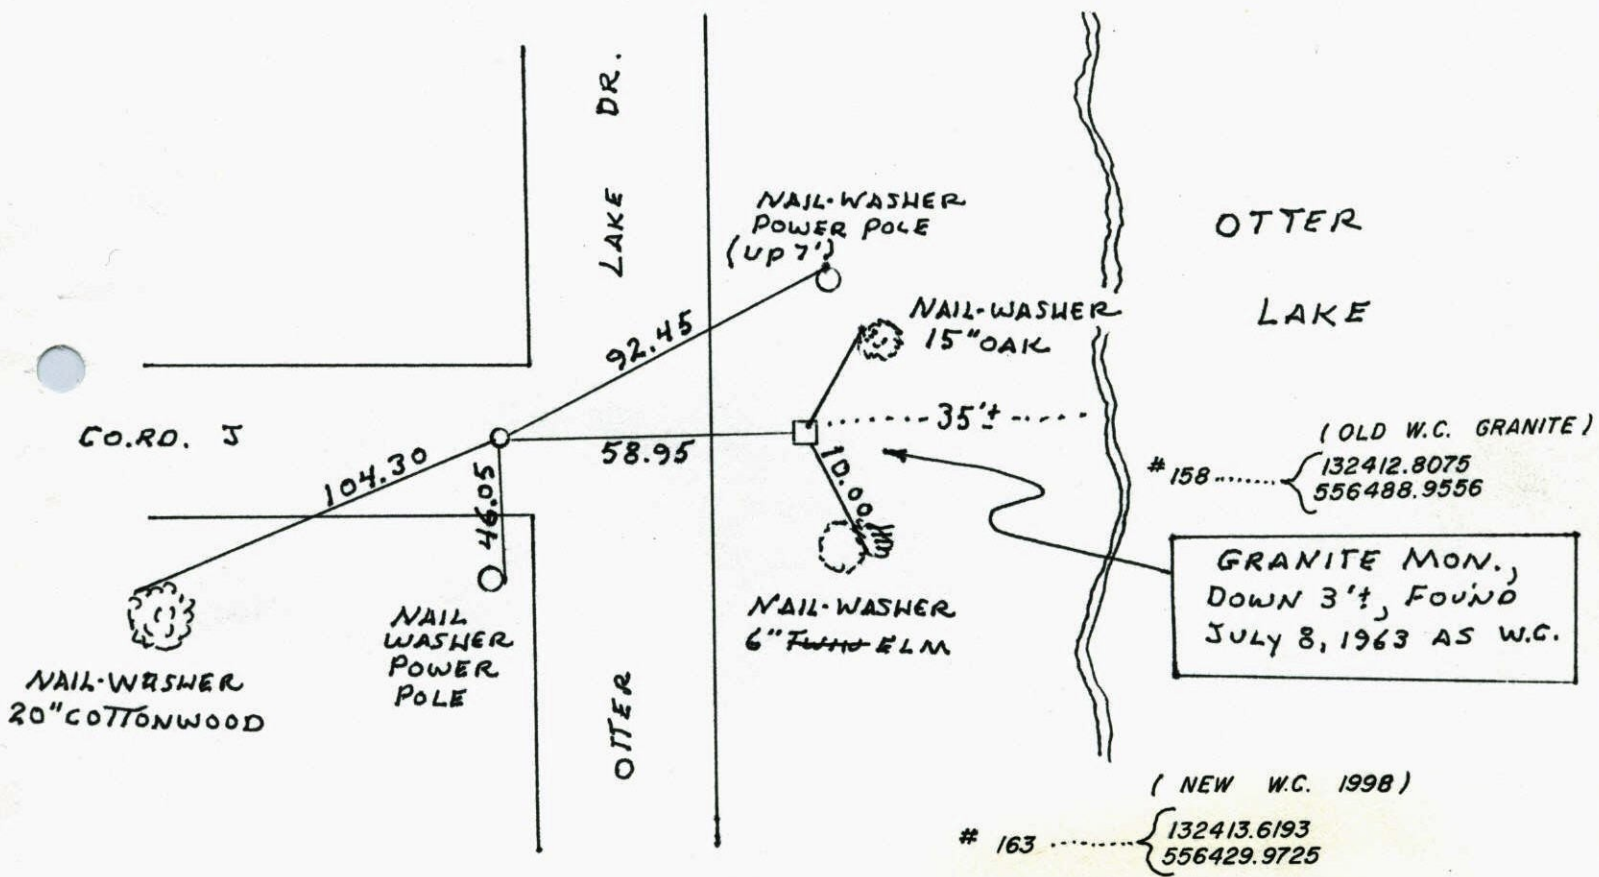 OTTER LAKE DR.
NAIL-WASHER
POWER POLE
(UP 7')
OTTER
LAKE
NAIL-WASHER
15" OAK
92.45
35'±
CO. RD. J
104.30
46.05
58.95
10.00
(OLD W.C. GRANITE)
# 158 ........ 132412.8075
556488.9556
GRANITE MON.,
DOWN 3'±, FOUND
JULY 8, 1963 AS W.C.
NAIL
WASHER
POWER
POLE
NAIL-WASHER
6" TWIN ELM
NAIL-WASHER
20" COTTONWOOD
(NEW W.C. 1998)
# 163 ........ 132413.6193
556429.9725